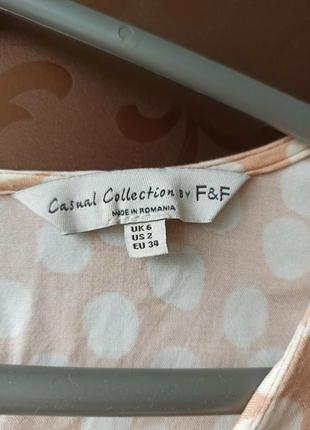 Casual Collection BY F&F
MADE IN ROMANIA
UK 6
US 2
EU 34